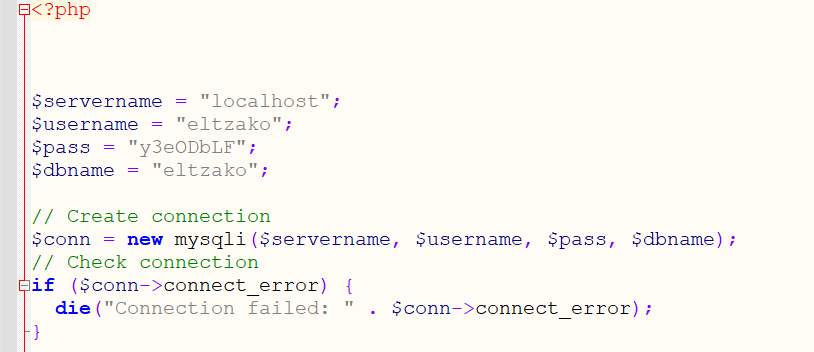 <?php
$servername = "localhost";
$username = "eltzako";
$pass = "y3eODbLF";
$dbname = "eltzako";
// Create connection
$conn = new mysqli($servername, $username, $pass, $dbname);
// Check connection
if ($conn->connect_error) {
  die("Connection failed: " . $conn->connect_error);
}